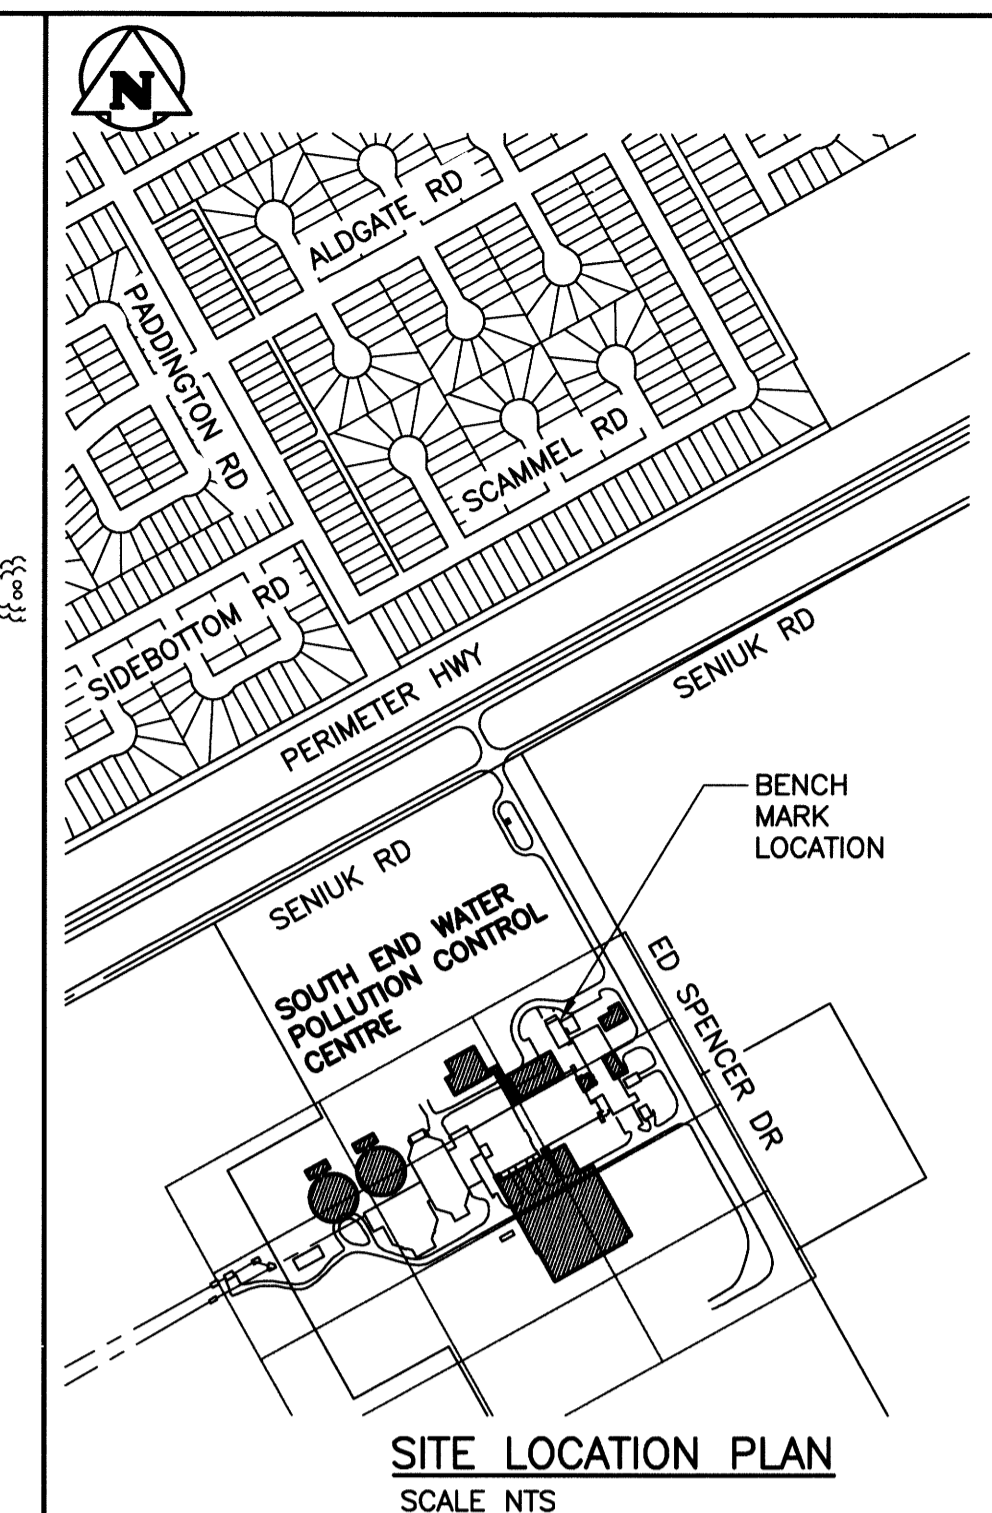 N
ALDGATE RD
PADDINGTON RD
SCAMMEL RD
SIDEBOTTOM RD
PERIMETER HWY
SENIUK RD
BENCH
MARK
LOCATION
SENIUK RD
SOUTH END WATER
POLLUTION CONTROL
CENTRE
ED SPENCER DR
SITE LOCATION PLAN
SCALE NTS